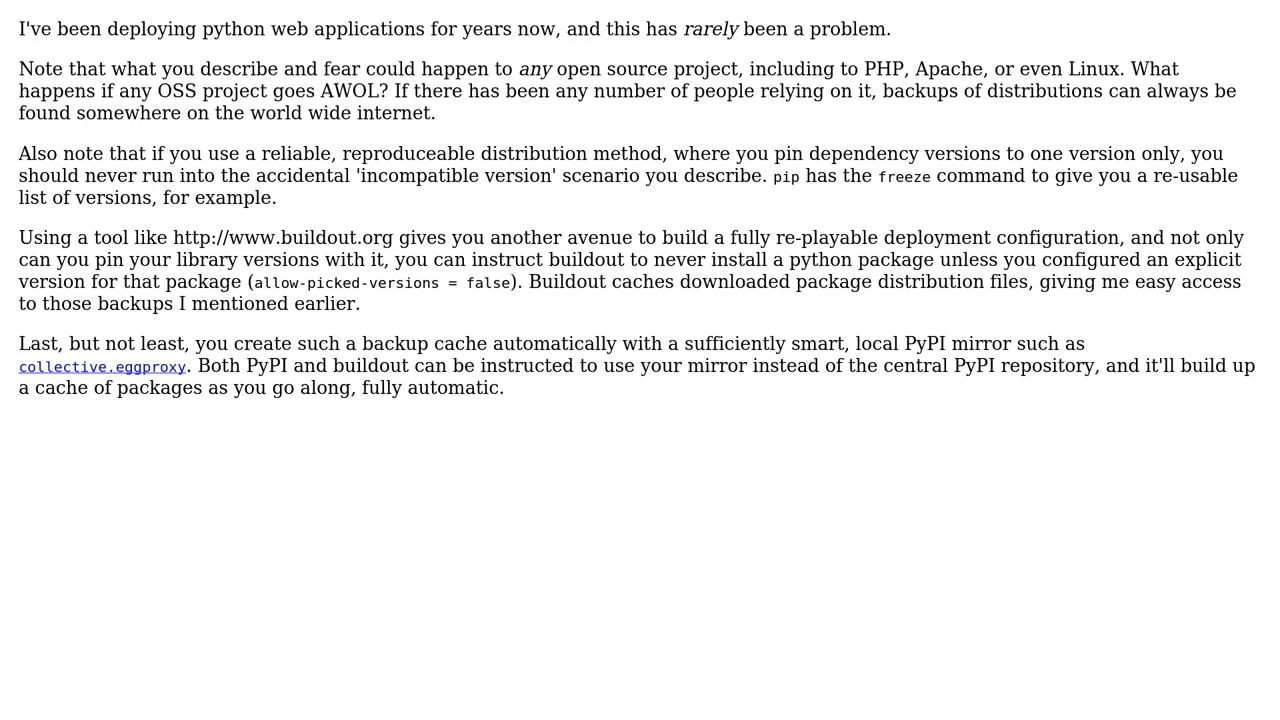 I've been deploying python web applications for years now, and this has rarely been a problem.
Note that what you describe and fear could happen to any open source project, including to PHP, Apache, or even Linux. What
happens if any OSS project goes AWOL? If there has been any number of people relying on it, backups of distributions can always be
found somewhere on the world wide internet.
Also note that if you use a reliable, reproduceable distribution method, where you pin dependency versions to one version only, you
should never run into the accidental 'incompatible version' scenario you describe. pip has the freeze command to give you a re-usable
list of versions, for example.
Using a tool like http://www.buildout.org gives you another avenue to build a fully re-playable deployment configuration, and not only
can you pin your library versions with it, you can instruct buildout to never install a python package unless you configured an explicit
version for that package (allow-picked-versions = false). Buildout caches downloaded package distribution files, giving me easy access
to those backups I mentioned earlier.
Last, but not least, you create such a backup cache automatically with a sufficiently smart, local PyPI mirror such as
collective.eggproxy. Both PyPI and buildout can be instructed to use your mirror instead of the central PyPI repository, and it'll build up
a cache of packages as you go along, fully automatic.